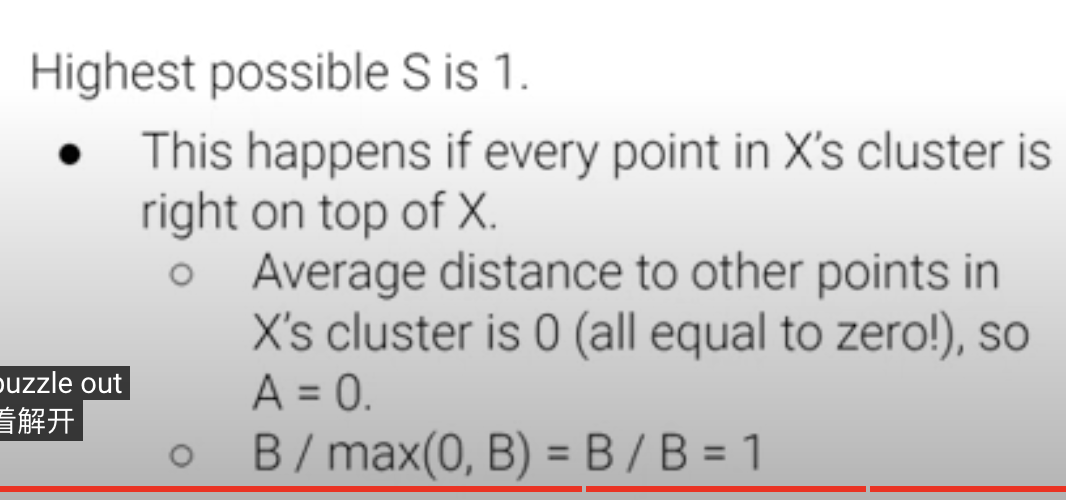 Highest possible S is 1.
● This happens if every point in X's cluster is
right on top of X.
○ Average distance to other points in
X's cluster is 0 (all equal to zero!), so
A = 0.
○ B / max(0, B) = B / B = 1
puzzle out
着解开